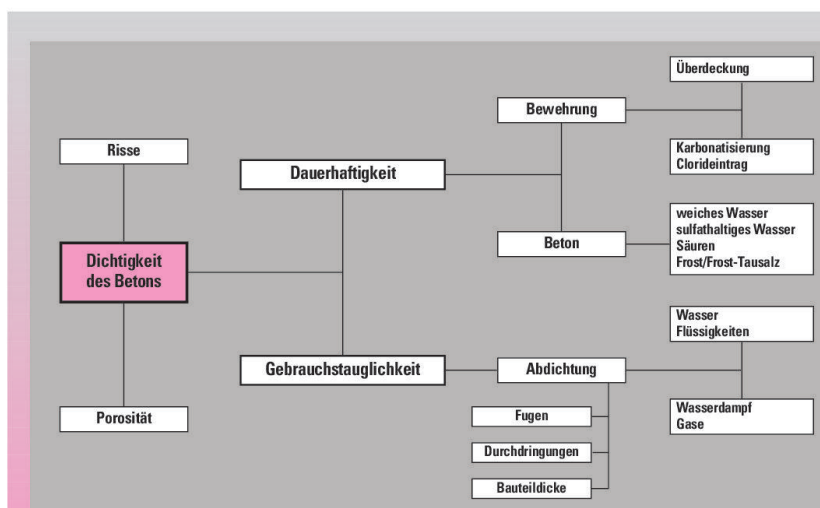 Risse
Dichtigkeit
des Betons
Porosität
Dauerhaftigkeit
Gebrauchstauglichkeit
Bewehrung
Beton
Abdichtung
Fugen
Durchdringungen
Bauteildicke
Überdeckung
Karbonatisierung
Clorideintrag
weiches Wasser
sulfathaltiges Wasser
Säuren
Frost/Frost-Tausalz
Wasser
Flüssigkeiten
Wasserdampf
Gase